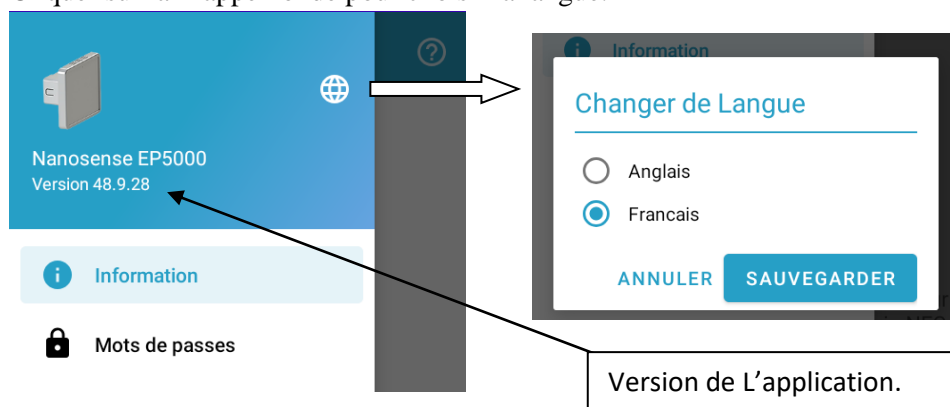 Nanosense EP5000
Version 48.9.28
Information
Mots de passes
Information
Changer de Langue
Anglais
Francais
ANNULER SAUVEGARDER
Version de L’application.